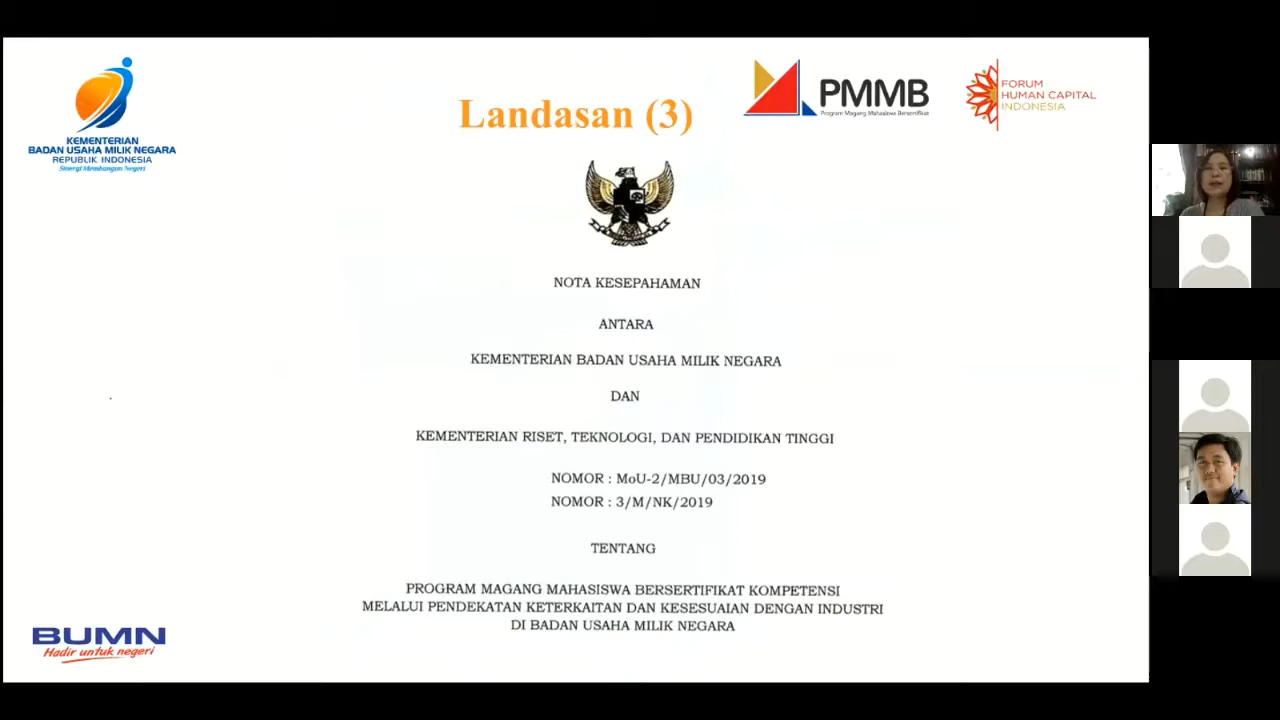 KEMENTERIAN
BADAN USAHA MILIK NEGARA
REPUBLIK INDONESIA
Sinergi Membangun Negeri
Landasan (3)
PMMB
Program Magang Mahasiswa Bersertifikat
FORUM
HUMAN CAPITAL
INDONESIA
NOTA KESEPAHAMAN
ANTARA
KEMENTERIAN BADAN USAHA MILIK NEGARA
DAN
KEMENTERIAN RISET, TEKNOLOGI, DAN PENDIDIKAN TINGGI
NOMOR : MoU-2/MBU/03/2019
NOMOR : 3/M/NK/2019
TENTANG
PROGRAM MAGANG MAHASISWA BERSERTIFIKAT KOMPETENSI
MELALUI PENDEKATAN KETERKAITAN DAN KESESUAIAN DENGAN INDUSTRI
DI BADAN USAHA MILIK NEGARA
BUMN
Hadir untuk negeri